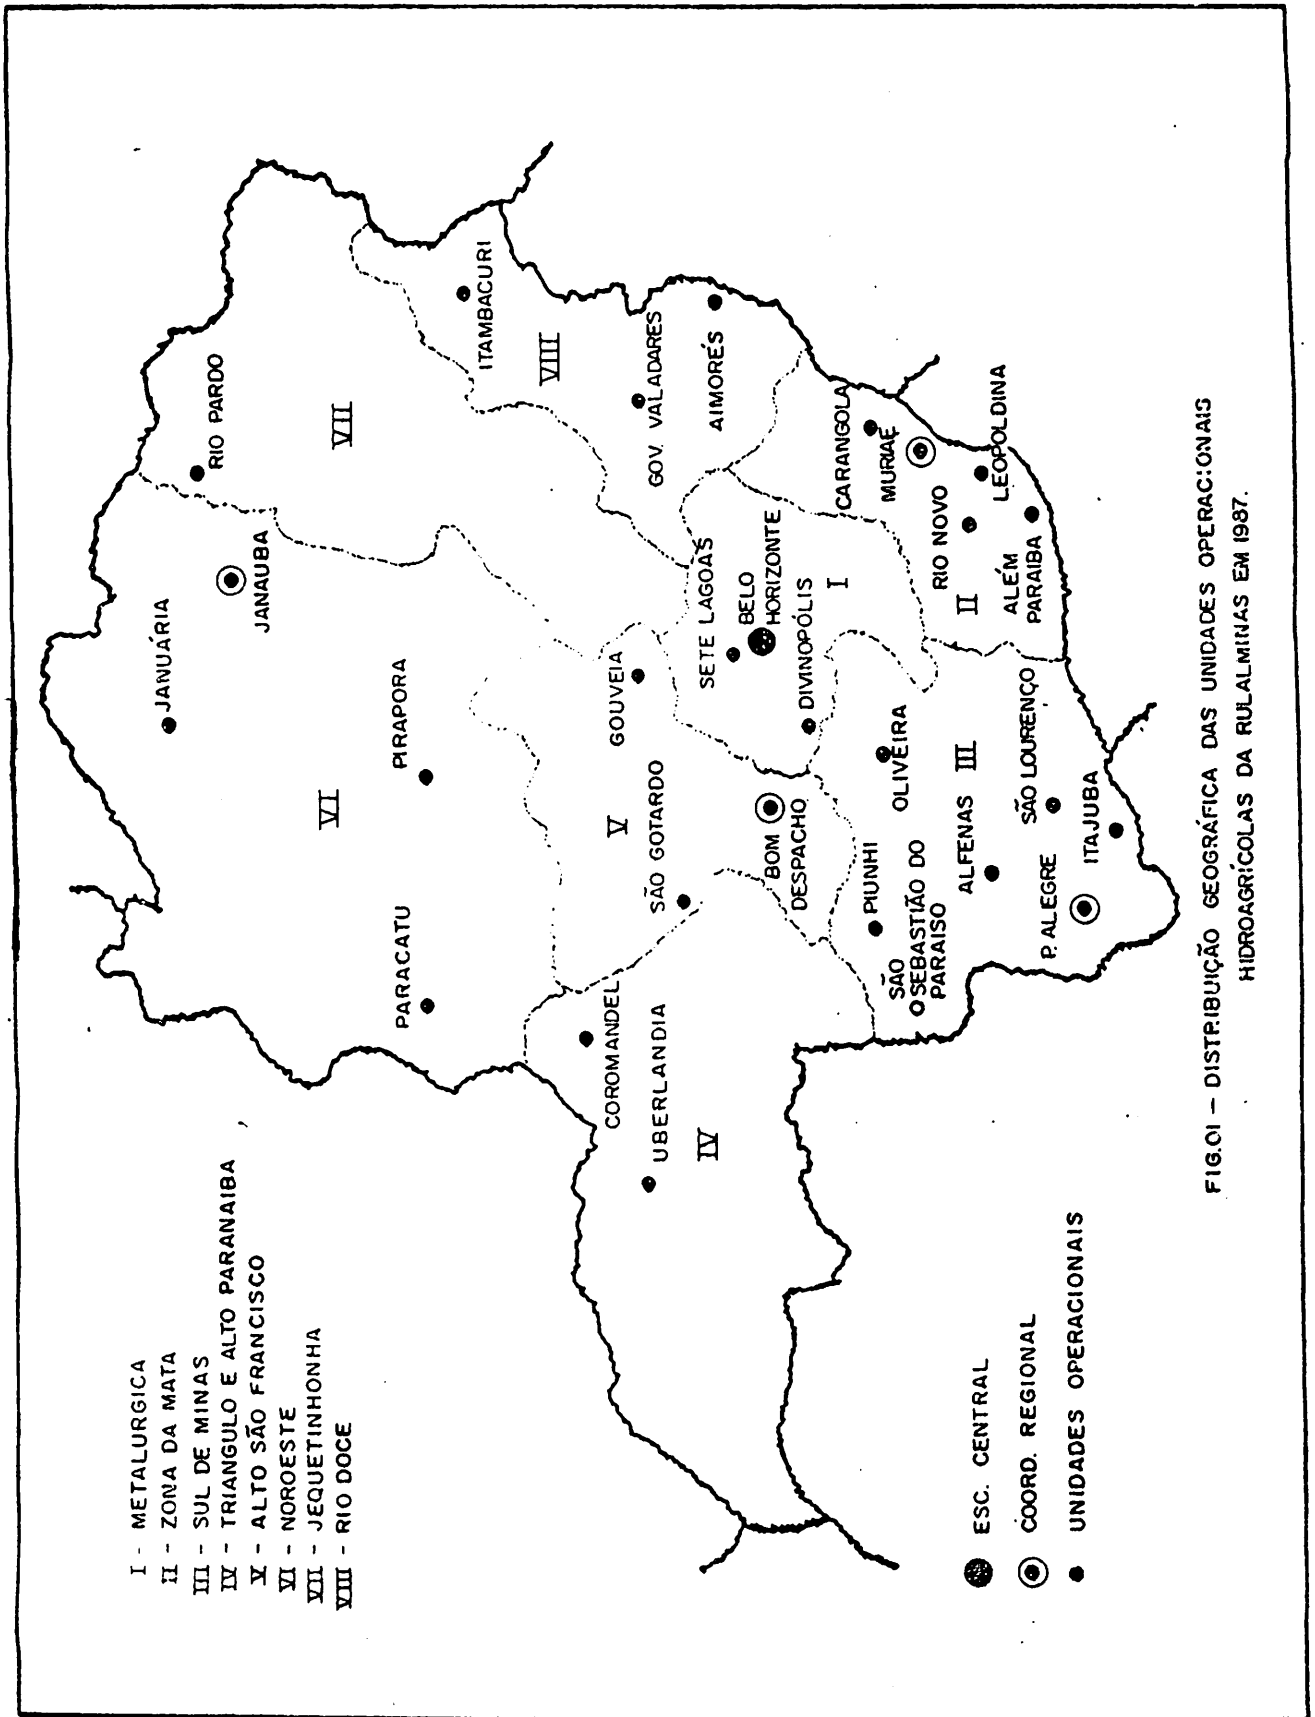 I - METALURGICA
II - ZONA DA MATA
III - SUL DE MINAS
IV - TRIANGULO E ALTO PARANAIBA
V - ALTO SÃO FRANCISCO
VI - NOROESTE
VII - JEQUETINHONHA
VIII - RIO DOCE
JANUÁRIA
RIO PARDO
JANAUBA
VI
VII
PARACATU
PIRAPORA
ITAMBACURI
VIII
COROMANDEL
GOUVEIA
V
UBERLANDIA
SÃO GOTARDO
GOV. VALADARES
IV
SETE LAGOAS
AIMORÉS
BELO
HORIZONTE
BOM
DESPACHO
DIVINOPÓLIS
I
CARANGOLA
PIUNHI
MURIAÉ
SÃO
SEBASTIÃO DO
PARAISO
OLIVEIRA
RIO NOVO
ALFENAS
III
II
LEOPOLDINA
ALÉM
PARAIBA
SÃO LOURENÇO
P. ALEGRE
ITAJUBA
ESC. CENTRAL
COORD. REGIONAL
UNIDADES OPERACIONAIS
FIG.01 — DISTRIBUIÇÃO GEOGRÁFICA DAS UNIDADES OPERACIONAIS
HIDROAGRÍCOLAS DA RULALMINAS EM 1987.